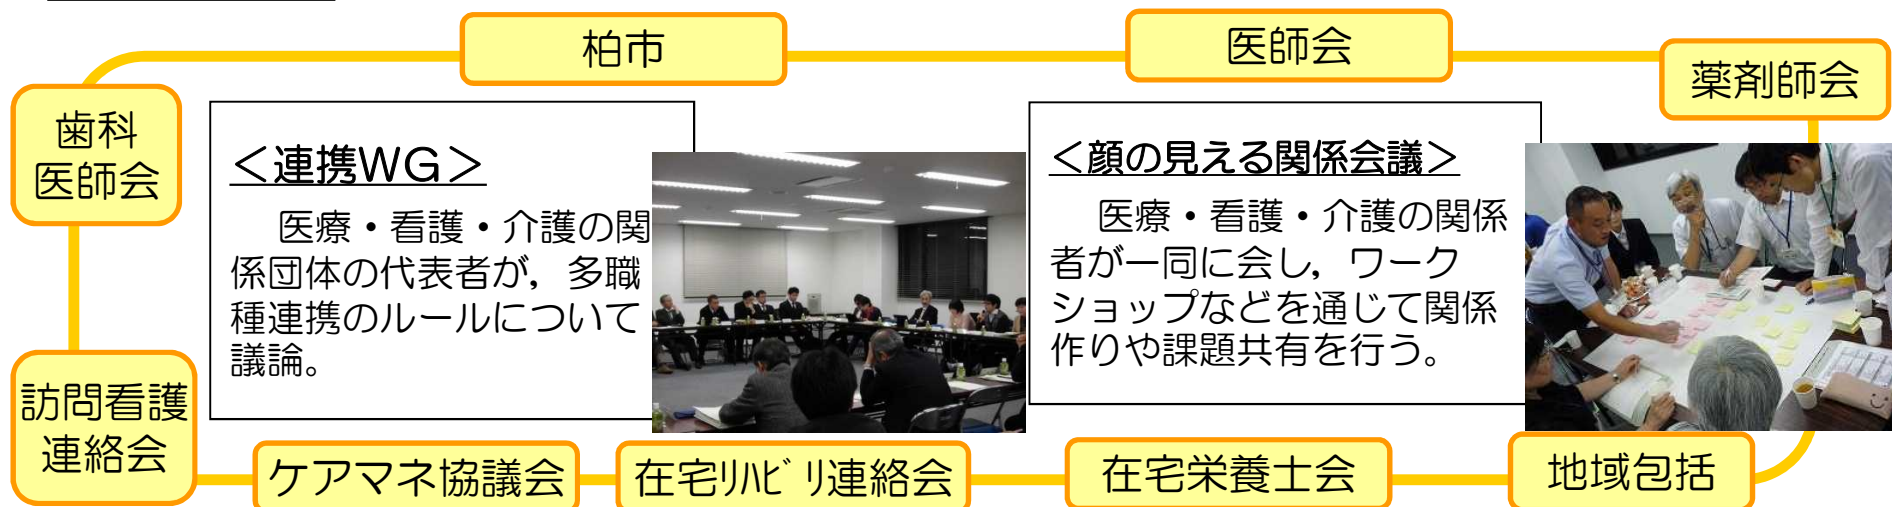 柏市
医師会
薬剤師会
歯科
医師会
＜連携WG＞
医療・看護・介護の関
係団体の代表者が，多職
種連携のルールについて
議論。
＜顔の見える関係会議＞
医療・看護・介護の関係
者が一同に会し，ワーク
ショップなどを通じて関係
作りや課題共有を行う。
訪問看護
連絡会
ケアマネ協議会
在宅ﾘﾊﾋﾞﾘ連絡会
在宅栄養士会
地域包括